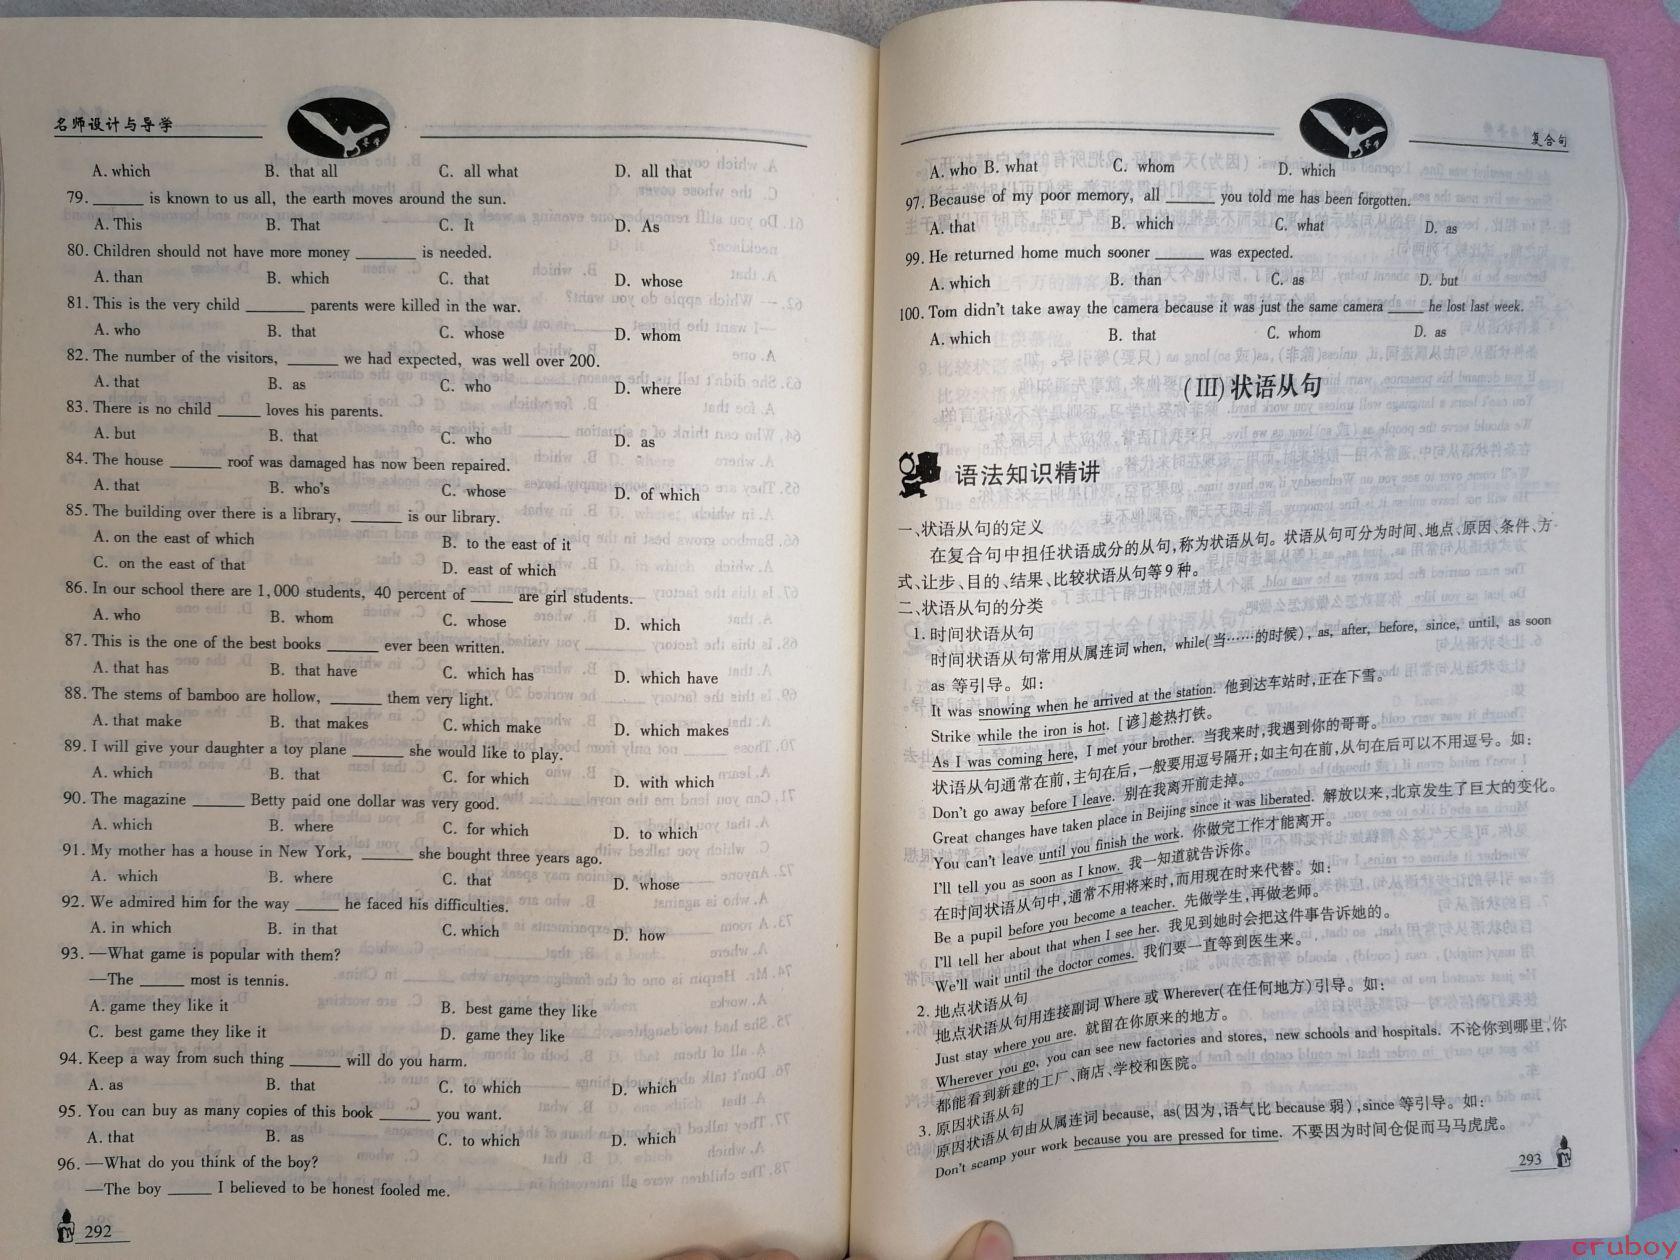 名师设计与导学
A. which B. that all C. all what D. all that
79. ______ is known to us all, the earth moves around the sun.
A. This B. That C. It D. As
80. Children should not have more money ______ is needed.
A. than B. which C. that D. whose
81. This is the very child ______ parents were killed in the war.
A. who B. that C. whose D. whom
82. The number of the visitors, ______ we had expected, was well over 200.
A. that B. as C. who D. where
83. There is no child ______ loves his parents.
A. but B. that C. who D. as
84. The house ______ roof was damaged has now been repaired.
A. that B. who's C. whose D. of which
85. The building over there is a library, ______ is our library.
A. on the east of which B. to the east of it
C. on the east of that D. east of which
86. In our school there are 1,000 students, 40 percent of ______ are girl students.
A. who B. whom C. whose D. which
87. This is the one of the best books ______ ever been written.
A. that has B. that have C. which has D. which have
88. The stems of bamboo are hollow, ______ them very light.
A. that make B. that makes C. which make D. which makes
89. I will give your daughter a toy plane ______ she would like to play.
A. which B. that C. for which D. with which
90. The magazine ______ Betty paid one dollar was very good.
A. which B. where C. for which D. to which
91. My mother has a house in New York, ______ she bought three years ago.
A. which B. where C. that D. whose
92. We admired him for the way ______ he faced his difficulties.
A. in which B. in that C. which D. how
93. —What game is popular with them?
—The ______ most is tennis.
A. game they like it B. best game they like
C. best game they like it D. game they like
94. Keep a way from such thing ______ will do you harm.
A. as B. that C. to which D. which
95. You can buy as many copies of this book ______ you want.
A. that B. as C. to which D. which
96. —What do you think of the boy?
—The boy ______ I believed to be honest fooled me.
292
复合句
A. who B. what C. whom D. which
97. Because of my poor memory, all ______ you told me has been forgotten.
A. that B. which C. what D. as
99. He returned home much sooner ______ was expected.
A. which B. than C. as D. but
100. Tom didn't take away the camera because it was just the same camera ______ he lost last week.
A. which B. that C. whom D. as
(III)状语从句
语法知识精讲
一、状语从句的定义
在复合句中担任状语成分的从句,称为状语从句。状语从句可分为时间、地点、原因、条件、方
式、让步、目的、结果、比较状语从句等9种。
二、状语从句的分类
1. 时间状语从句
时间状语从句常用从属连词 when, while(当……的时候), as, after, before, since, until, as soon
as 等引导。如:
It was snowing when he arrived at the station. 他到达车站时,正在下雪。
Strike while the iron is hot. [谚]趁热打铁。
As I was coming here, I met your brother. 当我来时,我遇到你的哥哥。
状语从句通常在前,主句在后,一般要用逗号隔开;如主句在前,从句在后可以不用逗号。如:
Don't go away before I leave. 别在我离开前走掉。
Great changes have taken place in Beijing since it was liberated. 解放以来,北京发生了巨大的变化。
You can't leave until you finish the work. 你做完工作才能离开。
I'll tell you as soon as I know. 我一知道就告诉你。
在时间状语从句中,通常不用将来时,而用现在时来代替。如:
Be a pupil before you become a teacher. 先做学生,再做老师。
I'll tell her about that when I see her. 我见到她时会把这件事告诉她的。
We'll wait until the doctor comes. 我们要一直等到医生来。
2. 地点状语从句
地点状语从句用连接副词 Where 或 Wherever(在任何地方)引导。如:
Just stay where you are. 就留在你原来的地方。
Wherever you go, you can see new factories and stores, new schools and hospitals. 不论你到哪里,你
都能看到新建的工厂、商店、学校和医院。
3. 原因状语从句
原因状语从句由从属连词 because, as(因为,语气比 because 弱),since 等引导。如:
Don't scamp your work because you are pressed for time. 不要因为时间仓促而马马虎虎。
293
cruboy